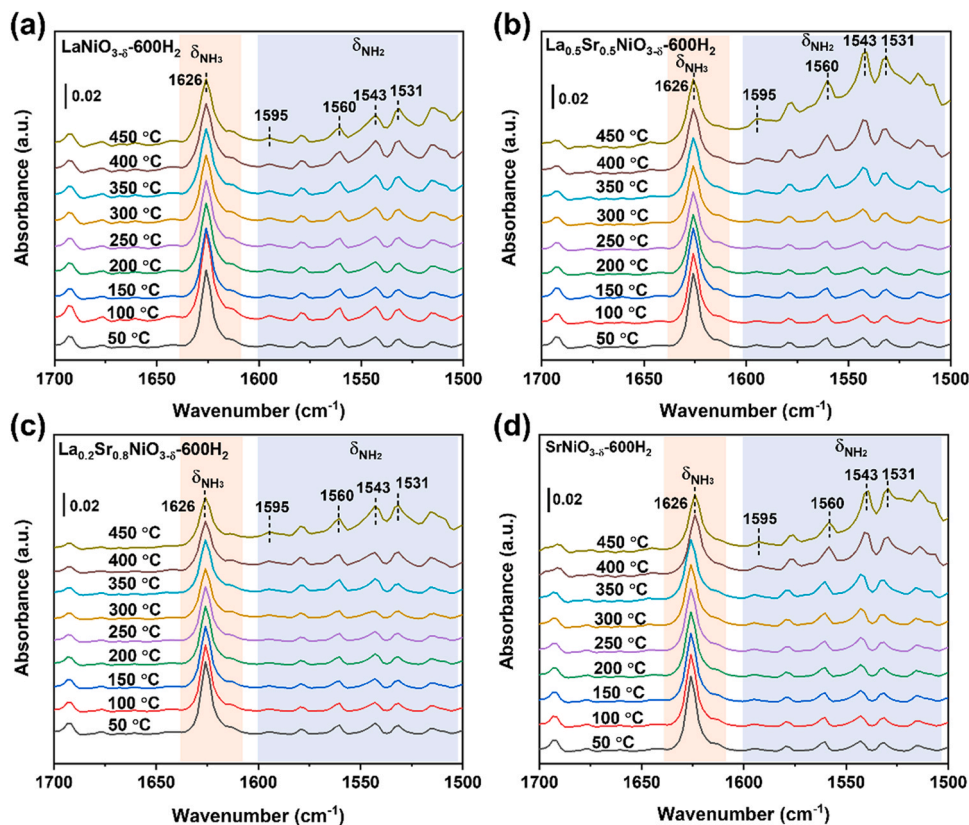 (a)
LaNiO3-δ-600H2
δNH3
δNH2
1626
1595
1560
1543
1531
0.02
450 °C
400 °C
350 °C
300 °C
250 °C
200 °C
150 °C
100 °C
50 °C
Absorbance (a.u.)
1700
1650
1600
1550
1500
Wavenumber (cm-1)
(b)
La0.5Sr0.5NiO3-δ-600H2
δNH2
1543
1531
δNH3
1560
1626
1595
0.02
450 °C
400 °C
350 °C
300 °C
250 °C
200 °C
150 °C
100 °C
50 °C
Absorbance (a.u.)
1700
1650
1600
1550
1500
Wavenumber (cm-1)
(c)
La0.2Sr0.8NiO3-δ-600H2
δNH2
δNH3
1626
1595
1560
1543
1531
0.02
450 °C
400 °C
350 °C
300 °C
250 °C
200 °C
150 °C
100 °C
50 °C
Absorbance (a.u.)
1700
1650
1600
1550
1500
Wavenumber (cm-1)
(d)
SrNiO3-δ-600H2
δNH2
δNH3
1543
1531
1626
1595
1560
0.02
450 °C
400 °C
350 °C
300 °C
250 °C
200 °C
150 °C
100 °C
50 °C
Absorbance (a.u.)
1700
1650
1600
1550
1500
Wavenumber (cm-1)